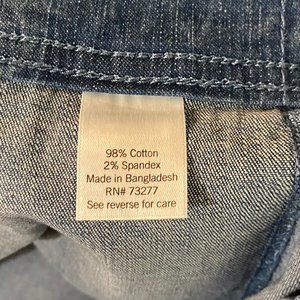 98% Cotton
2% Spandex
Made in Bangladesh
RN# 73277
See reverse for care